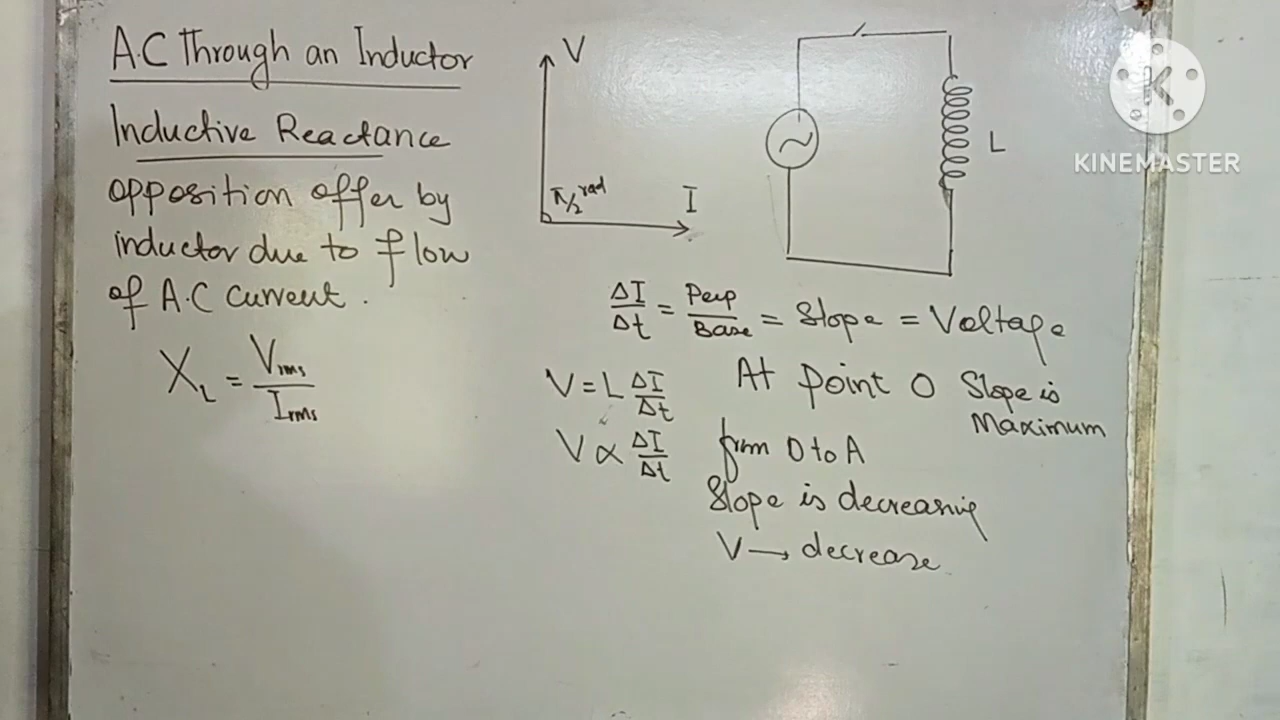 A.C Through an Inductor
Inductive Reactance
opposition offer by
inductor due to flow
of A.C current.
X_L = V_rms / I_rms
V
π/2 rad
I
L
K
KINEMASTER
ΔI/Δt = Perp/Base = Slope = Voltage
V = L ΔI/Δt
V ∝ ΔI/Δt
At point O Slope is
Maximum
from O to A
Slope is decreasing
V → decrease